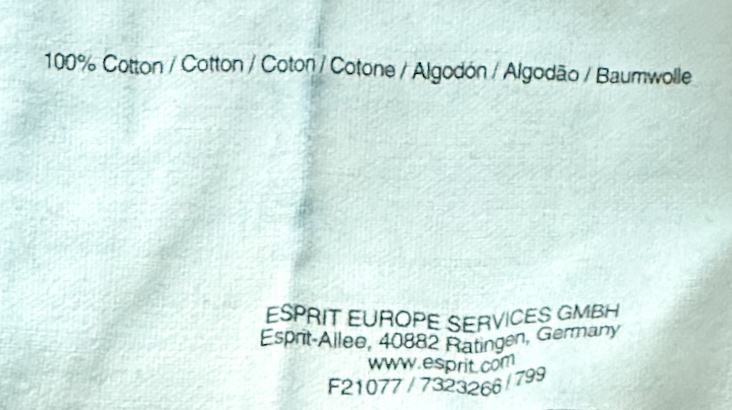 100% Cotton / Cotton / Coton / Cotone / Algodón / Algodão / Baumwolle
ESPRIT EUROPE SERVICES GMBH
Esprit-Allee, 40882 Ratingen, Germany
www.esprit.com
F21077 / 7323266 / 799